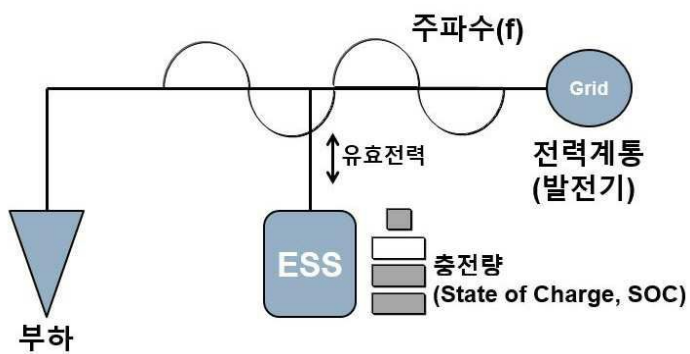 주파수(f)
Grid
전력계통
(발전기)
유효전력
ESS
충전량
(State of Charge, SOC)
부하